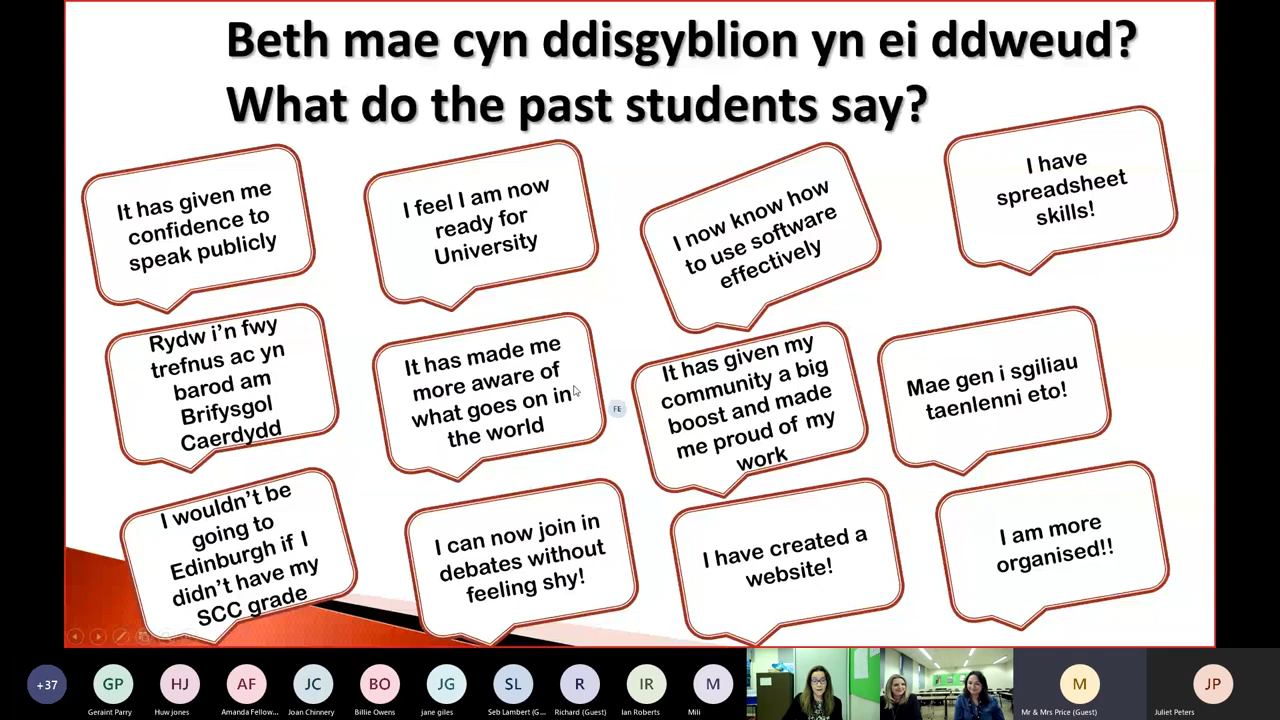 Beth mae cyn ddisgyblion yn ei ddweud?
What do the past students say?
It has given me
confidence to
speak publicly
I feel I am now
ready for
University
I now know how
to use software
effectively
I have
spreadsheet
skills!
Rydw i’n fwy
trefnus ac yn
barod am
Brifysgol
Caerdydd
It has made me
more aware of
what goes on in
the world
FE
It has given my
community a big
boost and made
me proud of my
work
Mae gen i sgiliau
taenlenni eto!
I wouldn’t be
going to
Edinburgh if I
didn’t have my
SCC grade
I can now join in
debates without
feeling shy!
I have created a
website!
I am more
organised!!
+37
GP
HJ
AF
JC
BO
JG
SL
R
IR
M
M
JP
Geraint Parry
Huw jones
Amanda Fellow...
Joan Chinnery
Billie Owens
jane giles
Seb Lambert (G...
Richard (Guest)
Ian Roberts
Mili
Mr & Mrs Price (Guest)
Juliet Peters